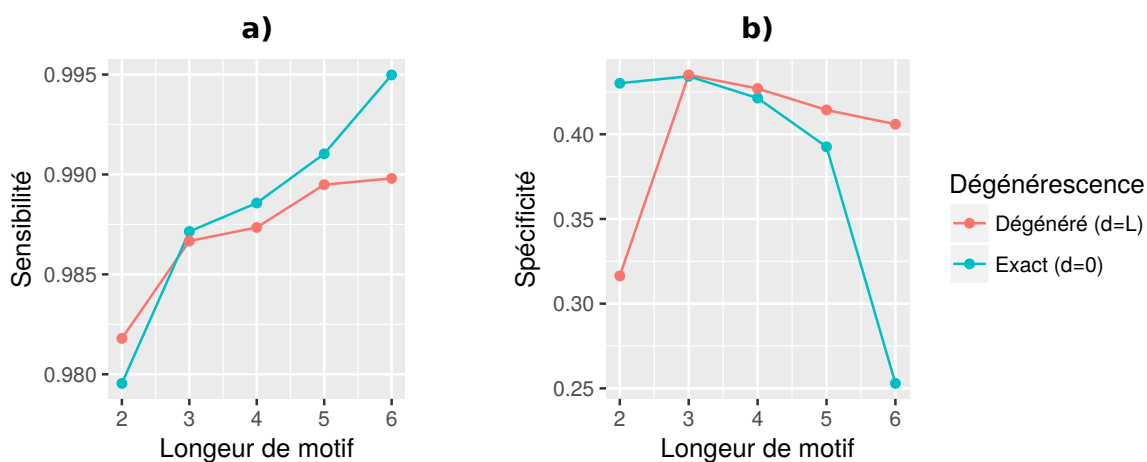 a)
0.995
0.990
0.985
0.980
Sensibilité
2 3 4 5 6
Longeur de motif
b)
0.40
0.35
0.30
0.25
Spécificité
2 3 4 5 6
Longeur de motif
Dégénérescence
Dégénéré (d=L)
Exact (d=0)